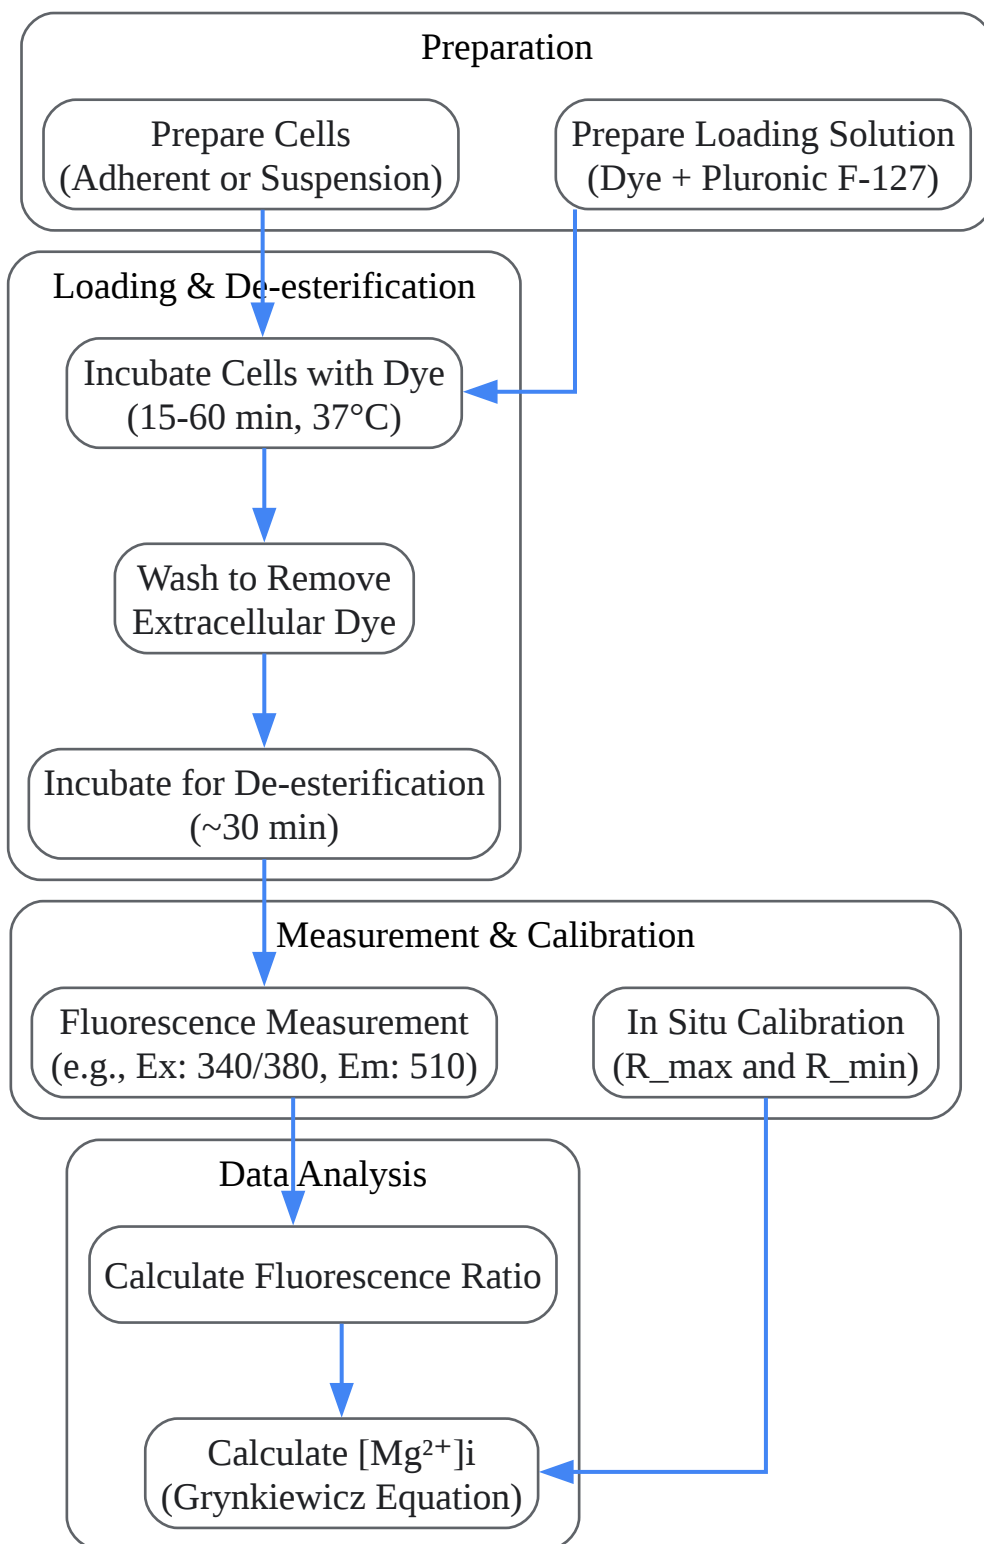 Preparation
Prepare Cells
(Adherent or Suspension)
Prepare Loading Solution
(Dye + Pluronic F-127)
Loading & De-esterification
Incubate Cells with Dye
(15-60 min, 37°C)
Wash to Remove
Extracellular Dye
Incubate for De-esterification
(~30 min)
Measurement & Calibration
Fluorescence Measurement
(e.g., Ex: 340/380, Em: 510)
In Situ Calibration
(R_max and R_min)
Data Analysis
Calculate Fluorescence Ratio
Calculate [Mg²⁺]i
(Grynkiewicz Equation)